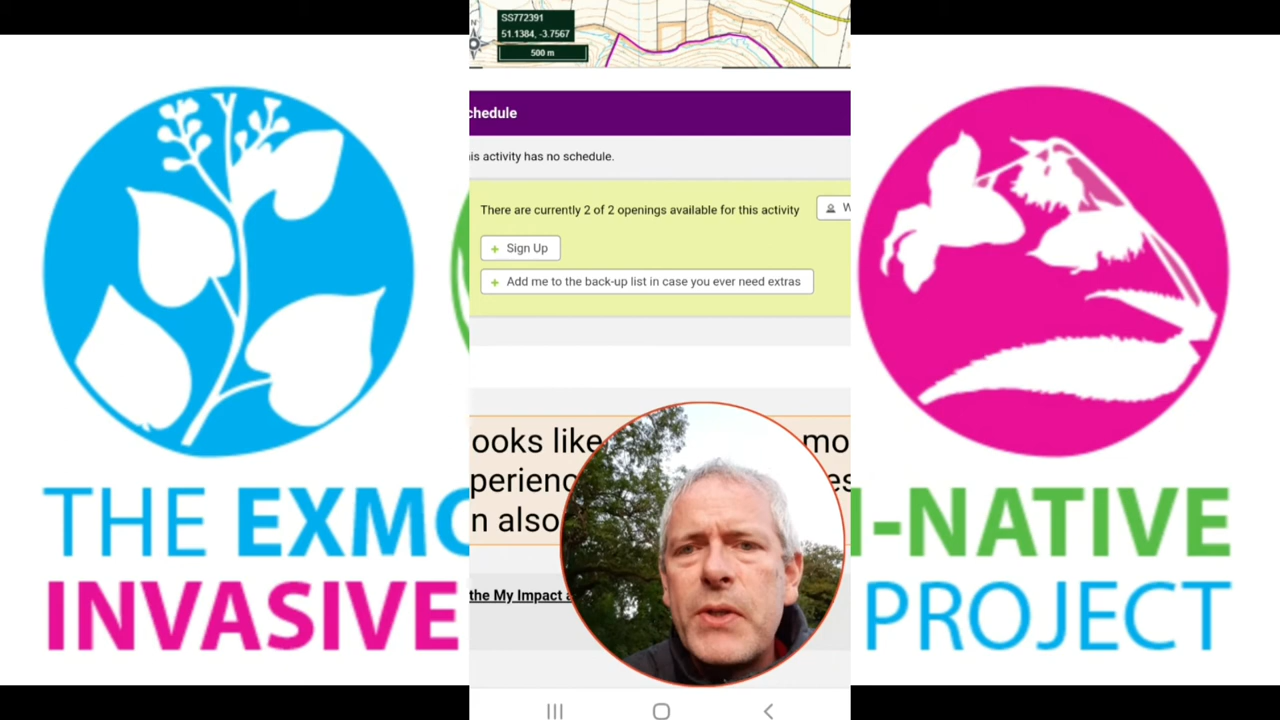 SS772391
51.1384, -3.7567
500 m
chedule
is activity has no schedule.
There are currently 2 of 2 openings available for this activity
W
+ Sign Up
+ Add me to the back-up list in case you ever need extras
ooks like mo
perienc es
n also
the My Impact a
THE EXMO
INVASIVE
I-NATIVE
PROJECT